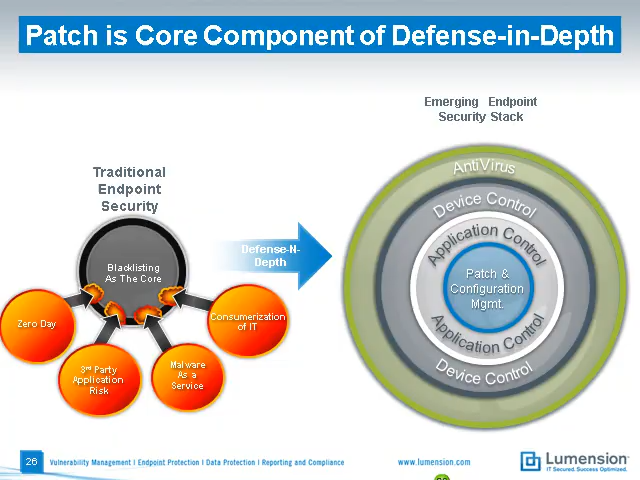 Patch is Core Component of Defense-in-Depth
Emerging Endpoint
Security Stack
Traditional
Endpoint
Security
Blacklisting
As The Core
Zero Day
3rd Party
Application
Risk
Malware
As a
Service
Consumerization
of IT
Defense-N-
Depth
AntiVirus
Device Control
Application Control
Patch &
Configuration
Mgmt.
Application Control
Device Control
26
Vulnerability Management | Endpoint Protection | Data Protection | Reporting and Compliance
www.lumension.com
Lumension
IT Secured. Success Optimized.